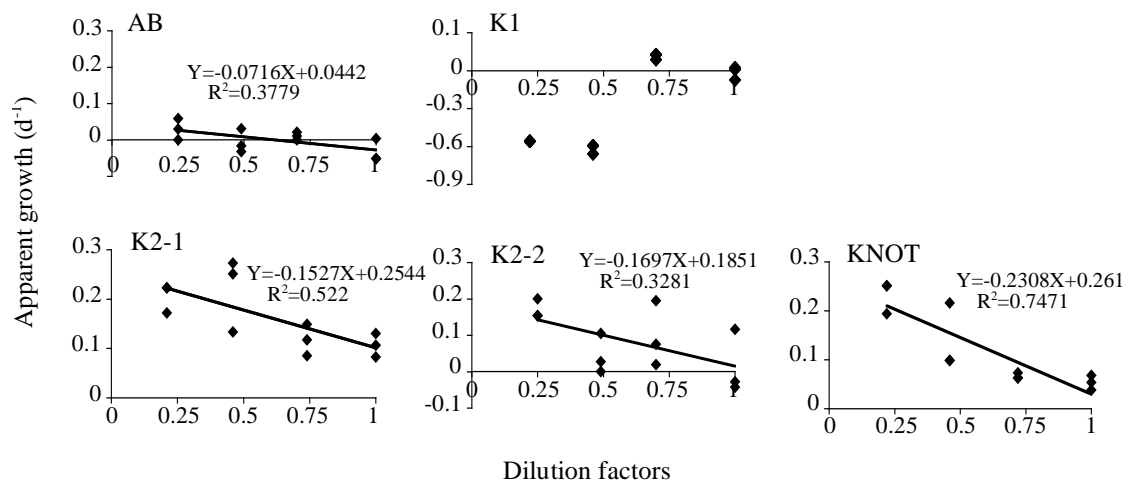 AB
0.3
0.2
0.1
0
0 0.25 0.5 0.75 1
Y=-0.0716X+0.0442
R²=0.3779
K1
0.1
0 0.25 0.5 0.75 1
-0.3
-0.6
-0.9
Apparent growth (d⁻¹)
K2-1
0.3
0.2
0.1
0
0 0.25 0.5 0.75 1
Y=-0.1527X+0.2544
R²=0.522
K2-2
0.3
0.2
0.1
0
-0.1
0 0.25 0.5 0.75 1
Y=-0.1697X+0.1851
R²=0.3281
KNOT
0.3
0.2
0.1
0
0 0.25 0.5 0.75 1
Y=-0.2308X+0.261
R²=0.7471
Dilution factors